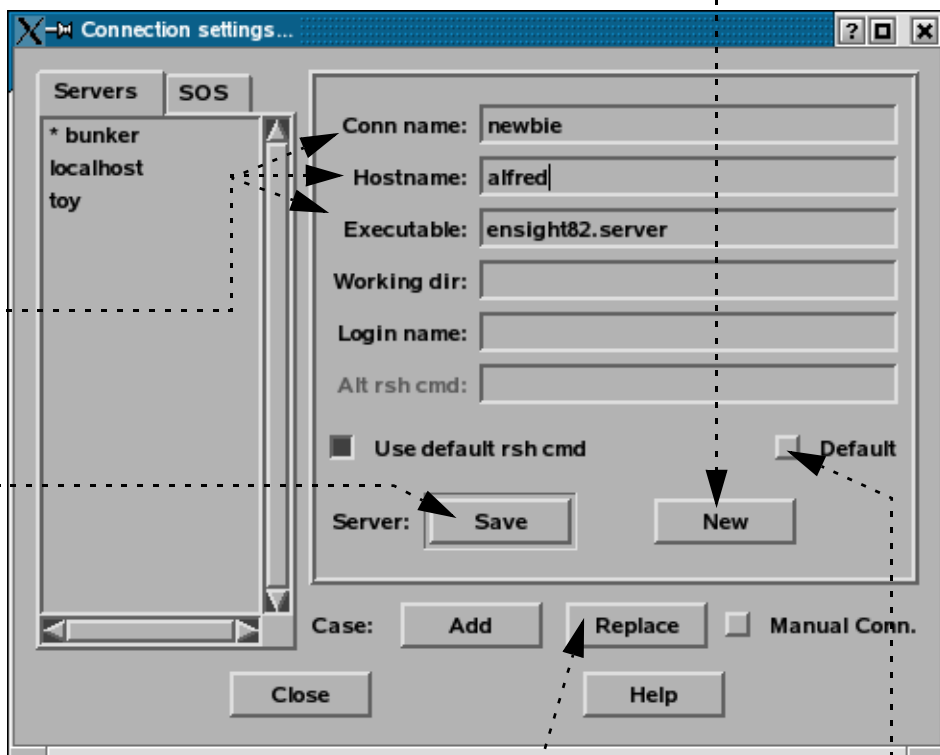 Connection settings...
Servers
SOS
* bunker
localhost
toy
Conn name: newbie
Hostname: alfred
Executable: ensight82.server
Working dir:
Login name:
Alt rsh cmd:
Use default rsh cmd
Default
Server: Save New
Case: Add Replace Manual Conn.
Close Help